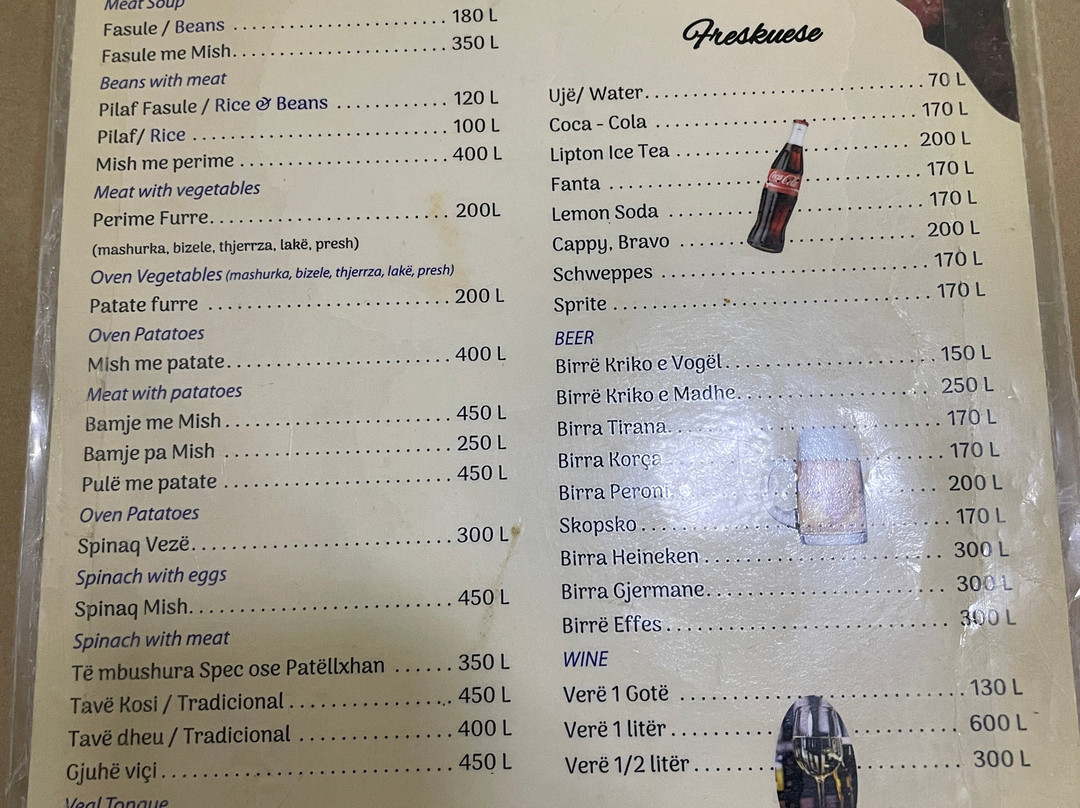 Meat Soup
Fasule / Beans ........................ 180 L
Fasule me Mish........................ 350 L
Beans with meat
Pilaf Fasule / Rice & Beans ............ 120 L
Pilaf/ Rice ............................ 100 L
Mish me perime ....................... 400 L
Meat with vegetables
Perime Furre........................... 200L
(mashurka, bizele, thjerrza, lakë, presh)
Oven Vegetables (mashurka, bizele, thjerrza, lakë, presh)
Patate furre ........................... 200 L
Oven Patatoes
Mish me patate........................ 400 L
Meat with patatoes
Bamje me Mish........................ 450 L
Bamje pa Mish ........................ 250 L
Pulë me patate ........................ 450 L
Oven Patatoes
Spinaq Vezë............................ 300 L
Spinach with eggs
Spinaq Mish............................ 450 L
Spinach with meat
Të mbushura Spec ose Patëllxhan ...... 350 L
Tavë Kosi / Tradicional ................. 450 L
Tavë dheu / Tradicional ................ 400 L
Gjuhë viçi............................... 450 L
Veal Tongue
Freskuese
Ujë/ Water.............................. 70 L
Coca - Cola ............................ 170 L
Lipton Ice Tea ......................... 200 L
Fanta .................................. 170 L
Lemon Soda ........................... 170 L
Cappy, Bravo .......................... 200 L
Schweppes ............................. 170 L
Sprite .................................. 170 L
Coca-Cola
BEER
Birrë Kriko e Vogël...................... 150 L
Birrë Kriko e Madhe..................... 250 L
Birra Tirana............................. 170 L
Birra Korça............................. 170 L
Birra Peroni............................. 200 L
Skopsko................................ 170 L
Birra Heineken ......................... 300 L
Birra Gjermane......................... 300 L
Birrë Effes .............................. 300 L
WINE
Verë 1 Gotë ............................ 130 L
Verë 1 litër.............................. 600 L
Verë 1/2 litër............................ 300 L